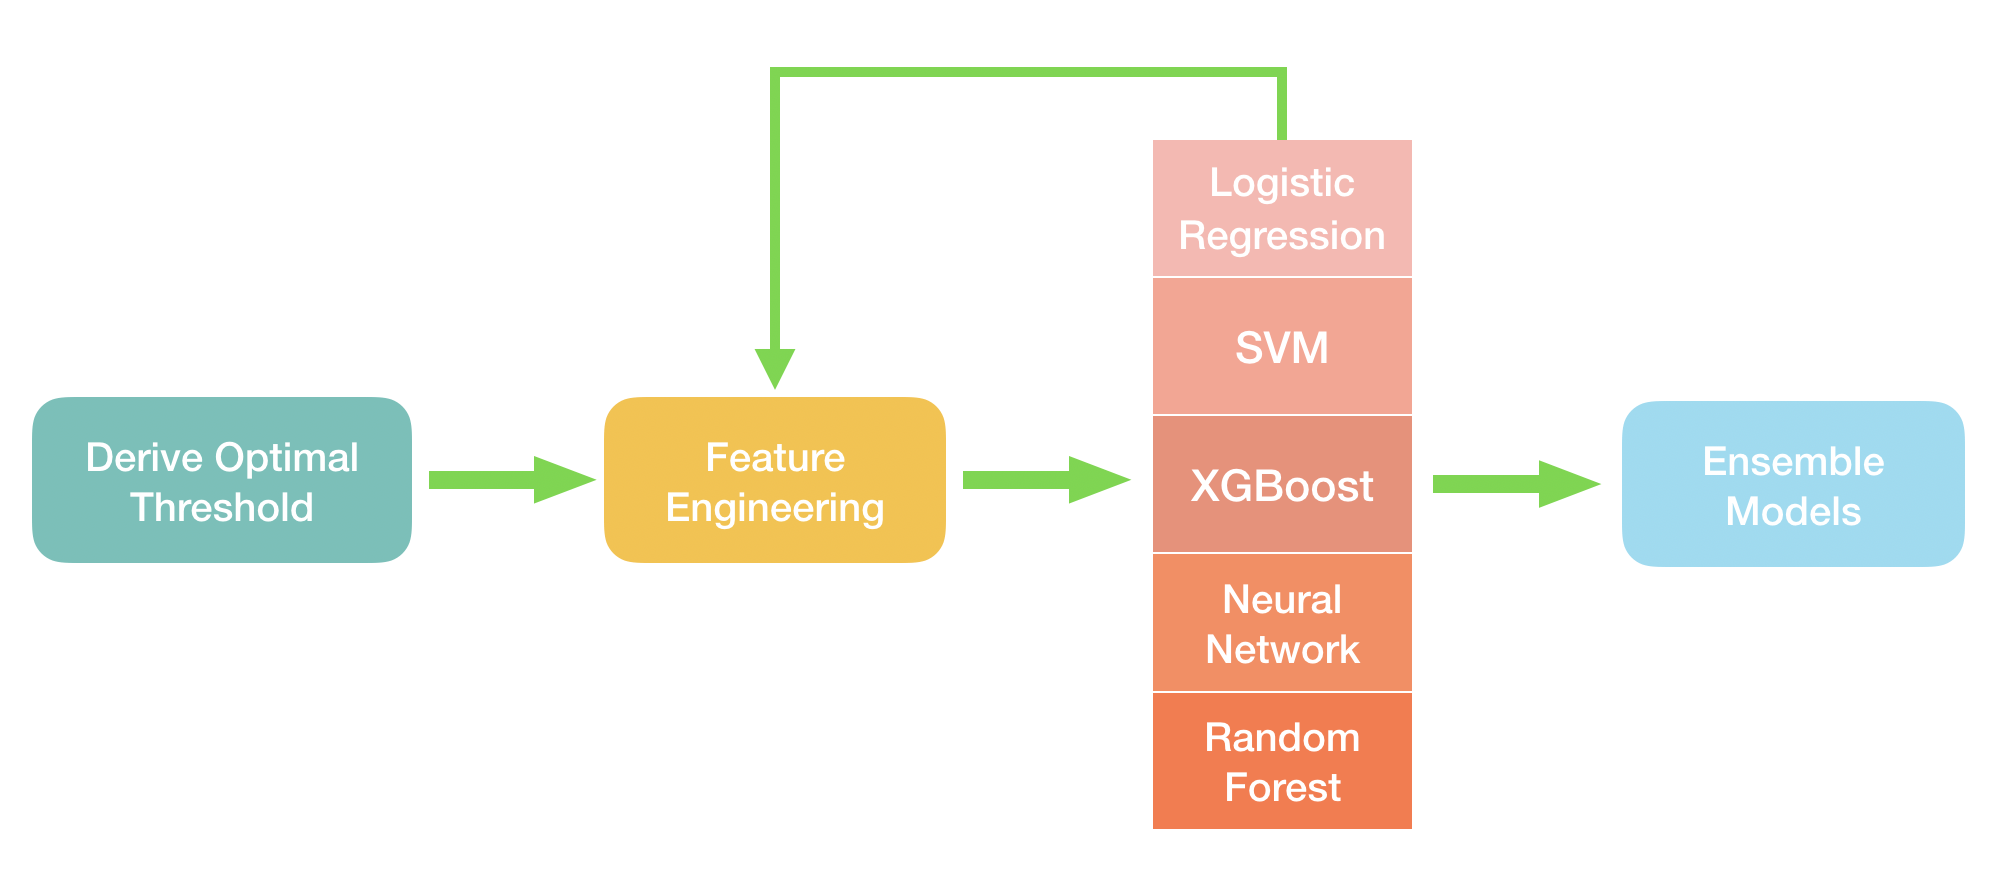 Derive Optimal
Threshold
Feature
Engineering
Logistic
Regression
SVM
XGBoost
Neural
Network
Random
Forest
Ensemble
Models